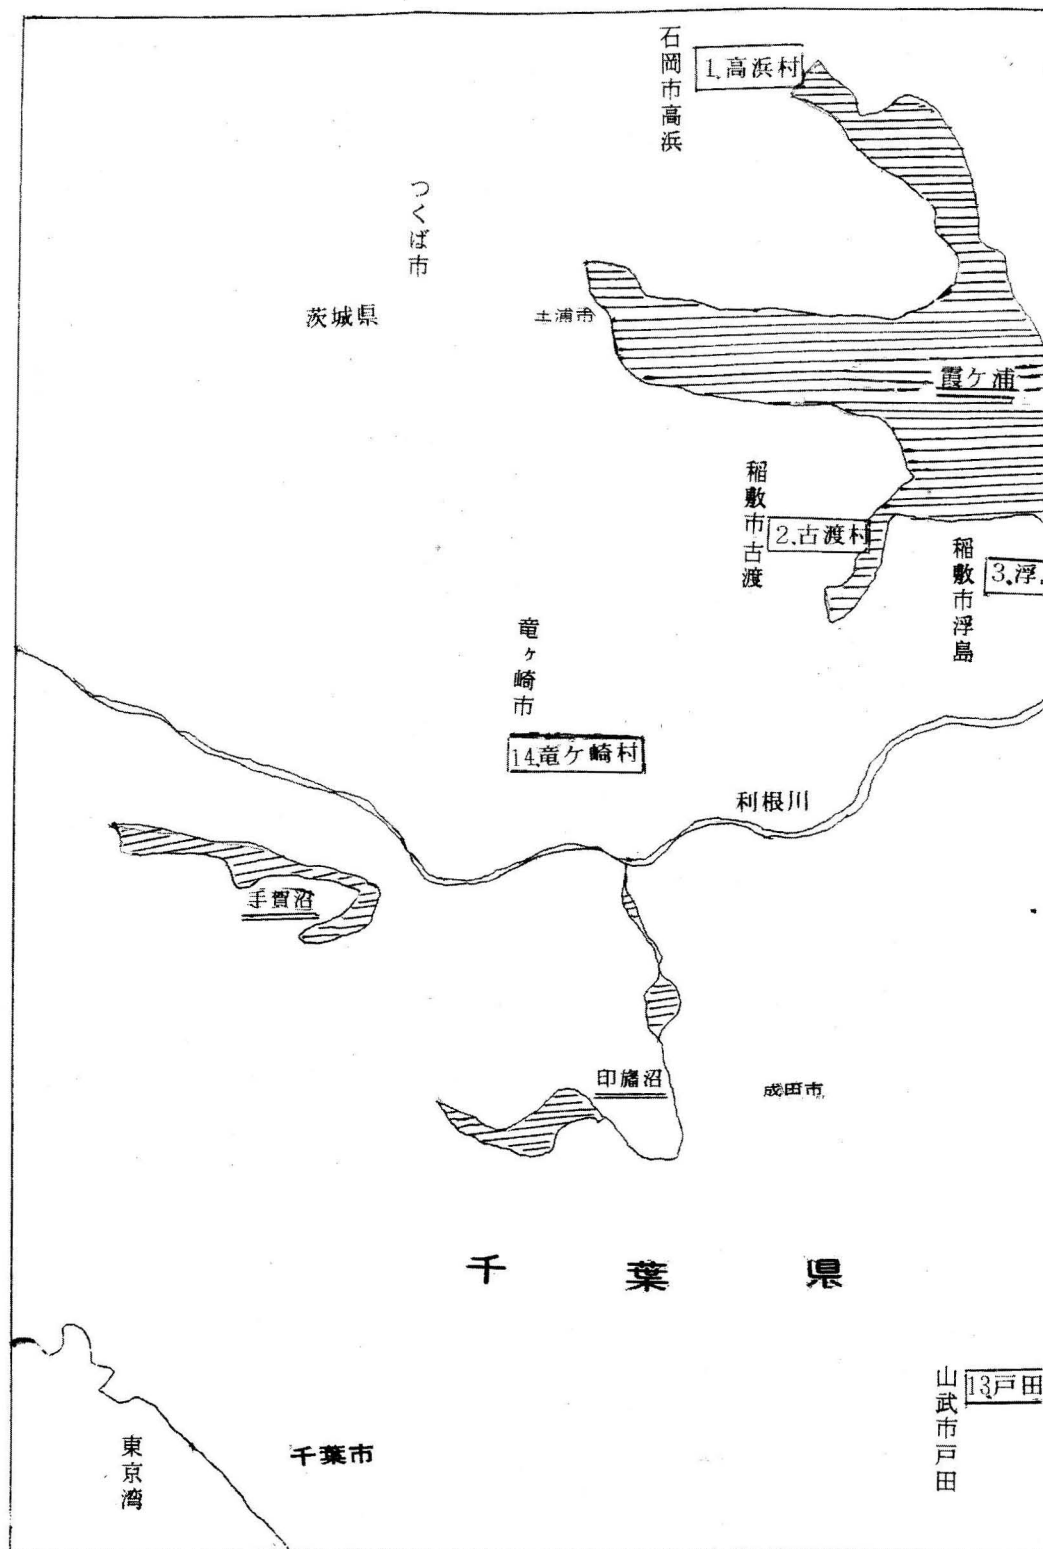 石岡市高浜
1.高浜村
つくば市
茨城県
土浦市
霞ケ浦
稲敷市古渡
2.古渡村
稲敷市浮島
3.浮
竜ヶ崎市
14.竜ケ崎村
利根川
手賀沼
印旛沼
成田市
千葉県
山武市戸田
13戸田
千葉市
東京湾